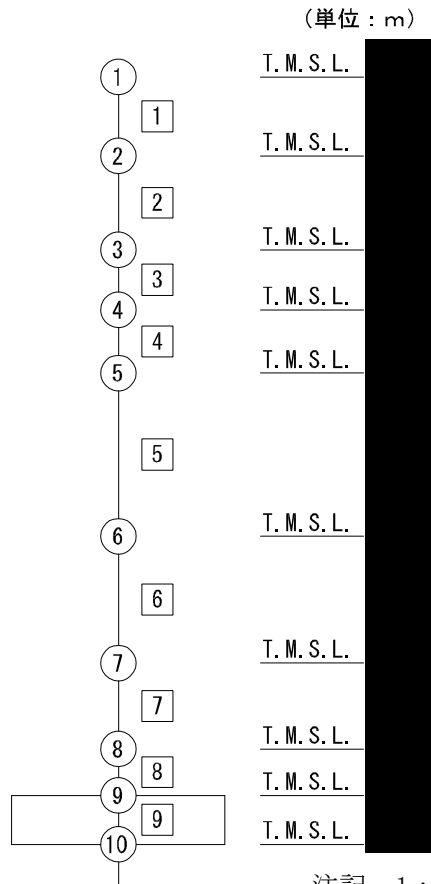 (単位：m)
① T.M.S.L.
1
② T.M.S.L.
2
③ T.M.S.L.
3
④ T.M.S.L.
4
⑤ T.M.S.L.
5
⑥ T.M.S.L.
6
⑦ T.M.S.L.
7
⑧ T.M.S.L.
8
⑨ T.M.S.L.
9
⑩ T.M.S.L.